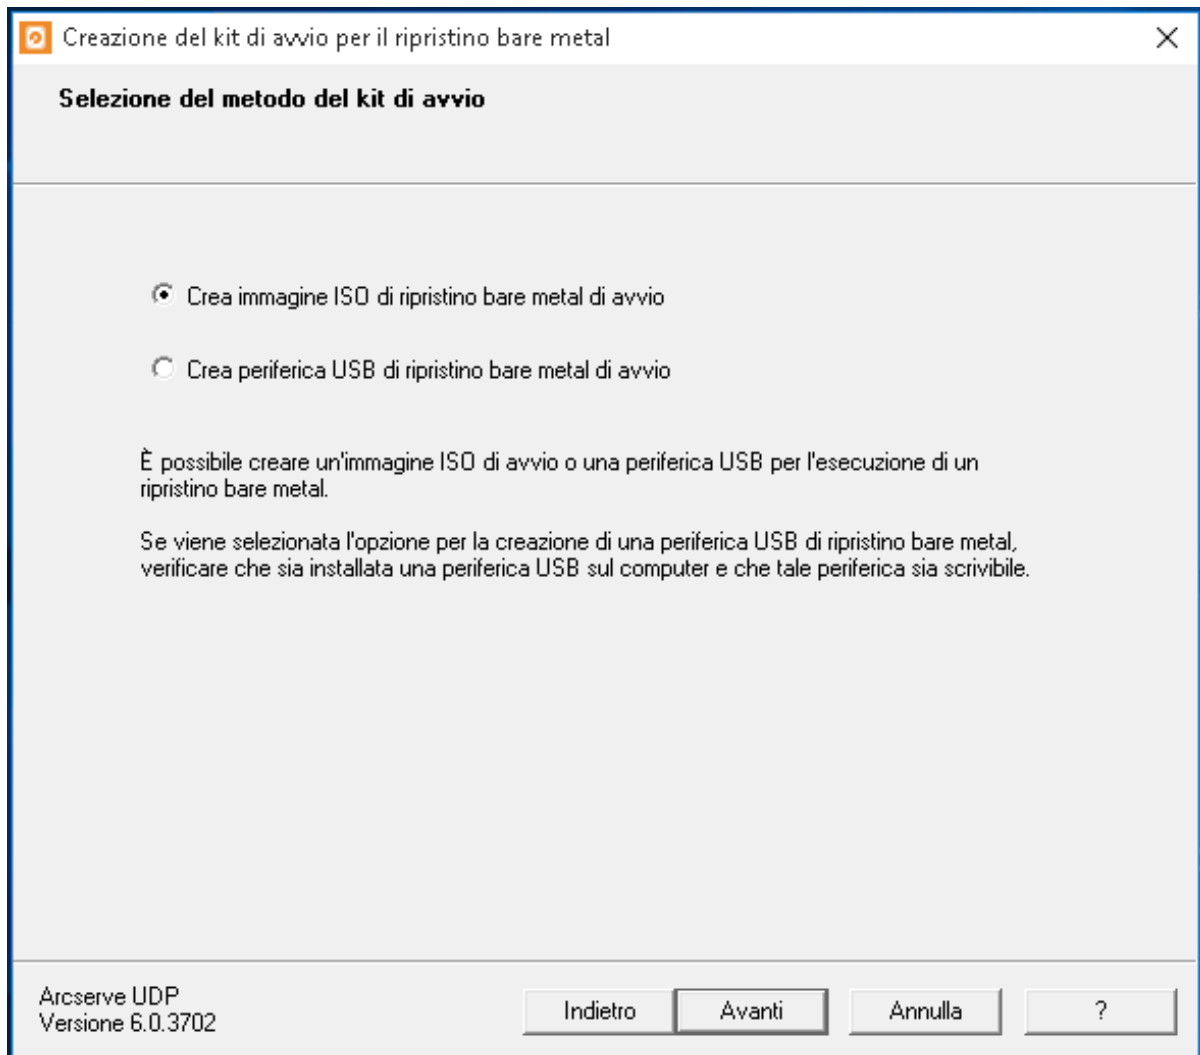 Creazione del kit di avvio per il ripristino bare metal
Selezione del metodo del kit di avvio
Crea immagine ISO di ripristino bare metal di avvio
Crea periferica USB di ripristino bare metal di avvio
È possibile creare un'immagine ISO di avvio o una periferica USB per l'esecuzione di un
ripristino bare metal.
Se viene selezionata l'opzione per la creazione di una periferica USB di ripristino bare metal,
verificare che sia installata una periferica USB sul computer e che tale periferica sia scrivibile.
Arcserve UDP
Versione 6.0.3702
Indietro
Avanti
Annulla
?